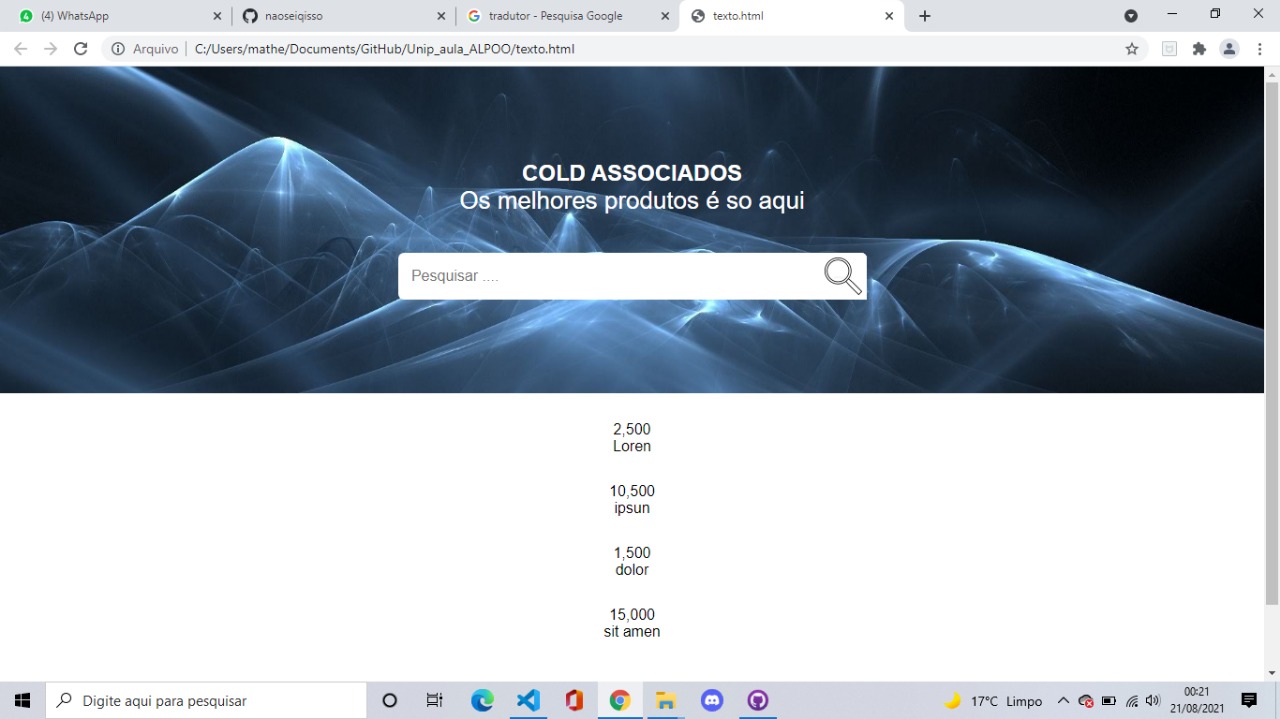 (4) WhatsApp
naoseiqisso
tradutor - Pesquisa Google
texto.html
Arquivo
C:/Users/mathe/Documents/GitHub/Unip_aula_ALPOO/texto.html
COLD ASSOCIADOS
Os melhores produtos é so aqui
Pesquisar ....
2,500
Loren
10,500
ipsun
1,500
dolor
15,000
sit amen
Digite aqui para pesquisar
17°C Limpo
00:21
21/08/2021